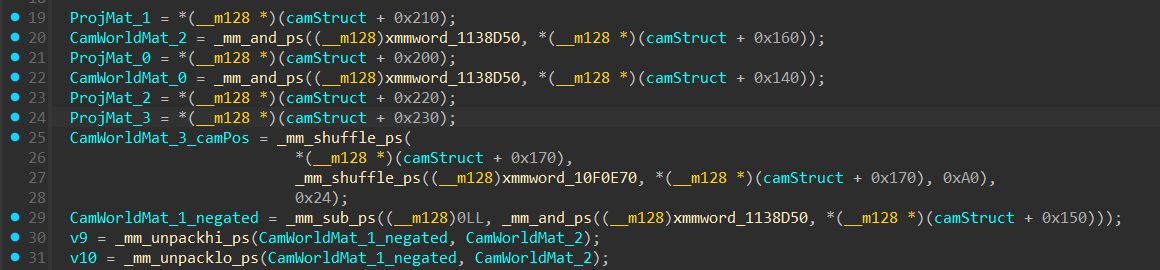 19 ProjMat_1 = *(__m128 *)(camStruct + 0x210);
20 CamWorldMat_2 = _mm_and_ps((__m128)xmmword_1138D50, *(__m128 *)(camStruct + 0x160));
21 ProjMat_0 = *(__m128 *)(camStruct + 0x200);
22 CamWorldMat_0 = _mm_and_ps((__m128)xmmword_1138D50, *(__m128 *)(camStruct + 0x140));
23 ProjMat_2 = *(__m128 *)(camStruct + 0x220);
24 ProjMat_3 = *(__m128 *)(camStruct + 0x230);
25 CamWorldMat_3_camPos = _mm_shuffle_ps(
26 *(__m128 *)(camStruct + 0x170),
27 _mm_shuffle_ps((__m128)xmmword_10F0E70, *(__m128 *)(camStruct + 0x170), 0xA0),
28 0x24);
29 CamWorldMat_1_negated = _mm_sub_ps((__m128)0LL, _mm_and_ps((__m128)xmmword_1138D50, *(__m128 *)(camStruct + 0x150)));
30 v9 = _mm_unpackhi_ps(CamWorldMat_1_negated, CamWorldMat_2);
31 v10 = _mm_unpacklo_ps(CamWorldMat_1_negated, CamWorldMat_2);